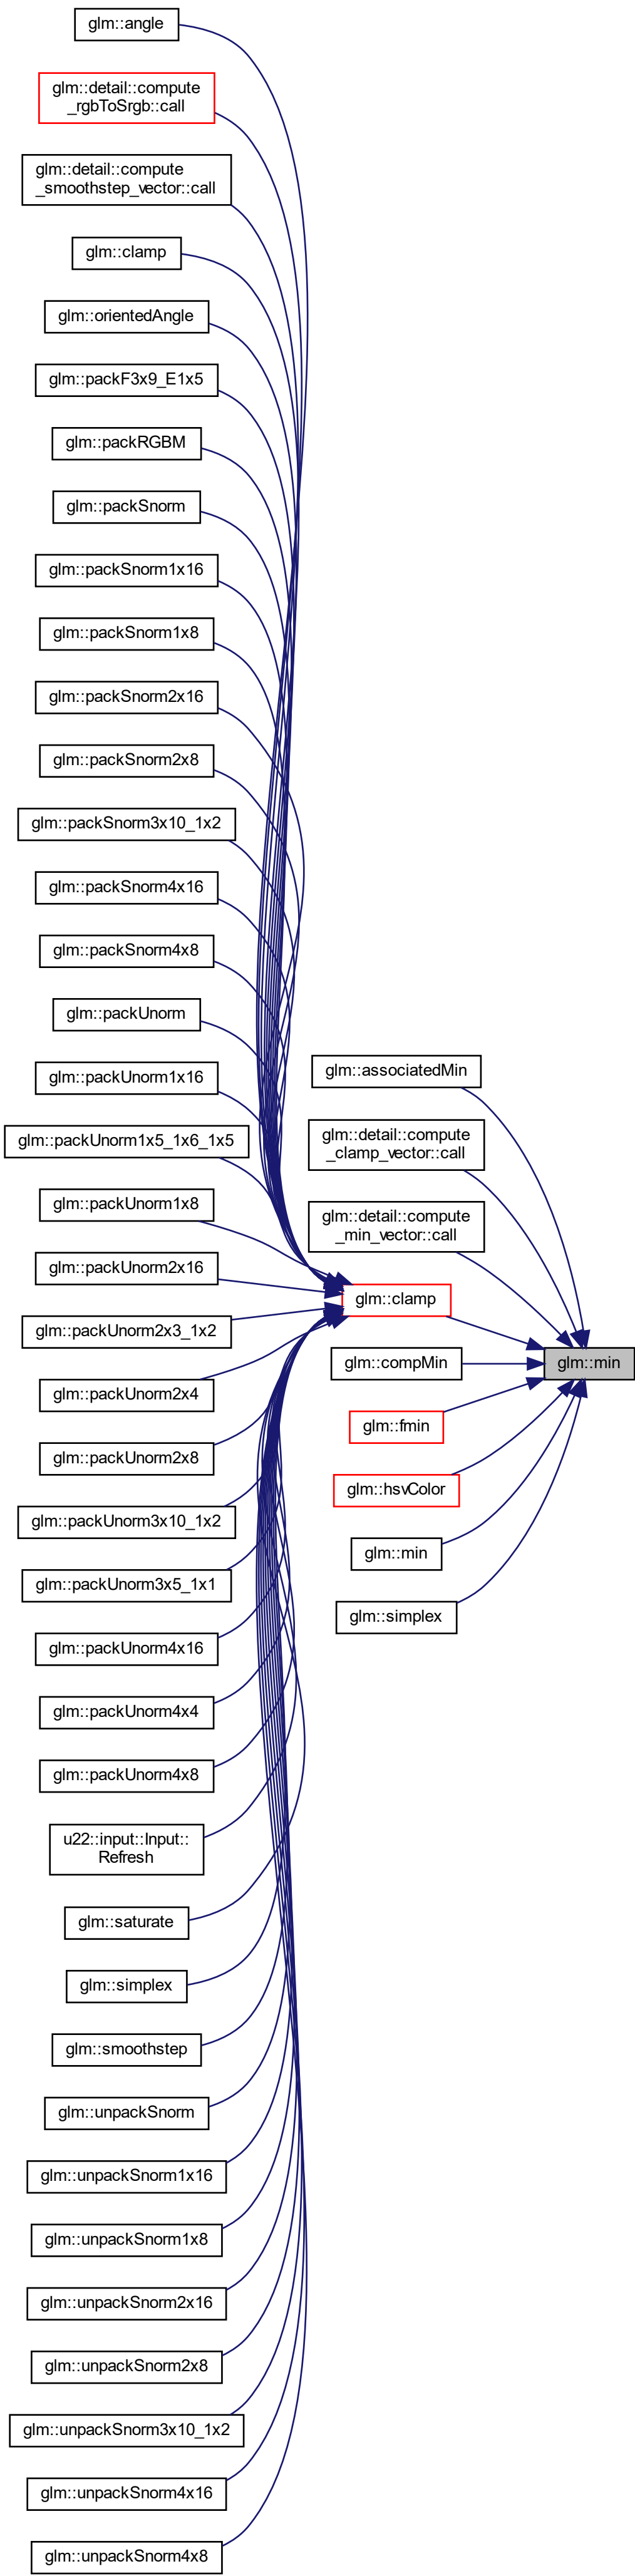 glm::angle
glm::detail::compute
_rgbToSrgb::call
glm::detail::compute
_smoothstep_vector::call
glm::clamp
glm::orientedAngle
glm::packF3x9_E1x5
glm::packRGBM
glm::packSnorm
glm::packSnorm1x16
glm::packSnorm1x8
glm::packSnorm2x16
glm::packSnorm2x8
glm::packSnorm3x10_1x2
glm::packSnorm4x16
glm::packSnorm4x8
glm::packUnorm
glm::packUnorm1x16
glm::packUnorm1x5_1x6_1x5
glm::packUnorm1x8
glm::packUnorm2x16
glm::packUnorm2x3_1x2
glm::packUnorm2x4
glm::packUnorm2x8
glm::packUnorm3x10_1x2
glm::packUnorm3x5_1x1
glm::packUnorm4x16
glm::packUnorm4x4
glm::packUnorm4x8
u22::input::Input::
Refresh
glm::saturate
glm::simplex
glm::smoothstep
glm::unpackSnorm
glm::unpackSnorm1x16
glm::unpackSnorm1x8
glm::unpackSnorm2x16
glm::unpackSnorm2x8
glm::unpackSnorm3x10_1x2
glm::unpackSnorm4x16
glm::unpackSnorm4x8
glm::associatedMin
glm::detail::compute
_clamp_vector::call
glm::detail::compute
_min_vector::call
glm::clamp
glm::compMin
glm::fmin
glm::hsvColor
glm::min
glm::simplex
glm::min